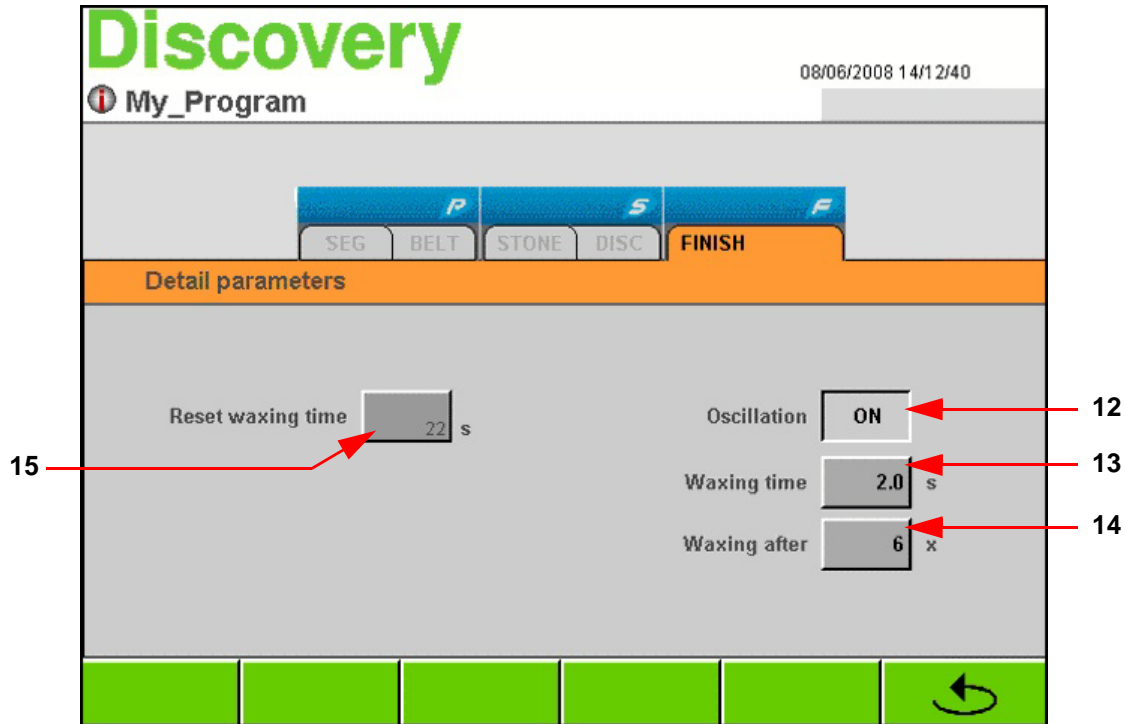 Discovery
08/06/2008 14/12/40
My_Program
P S F
SEG BELT STONE DISC FINISH
Detail parameters
Reset waxing time 22 s
Oscillation ON
12
15
Waxing time 2.0 s
13
Waxing after 6 x
14